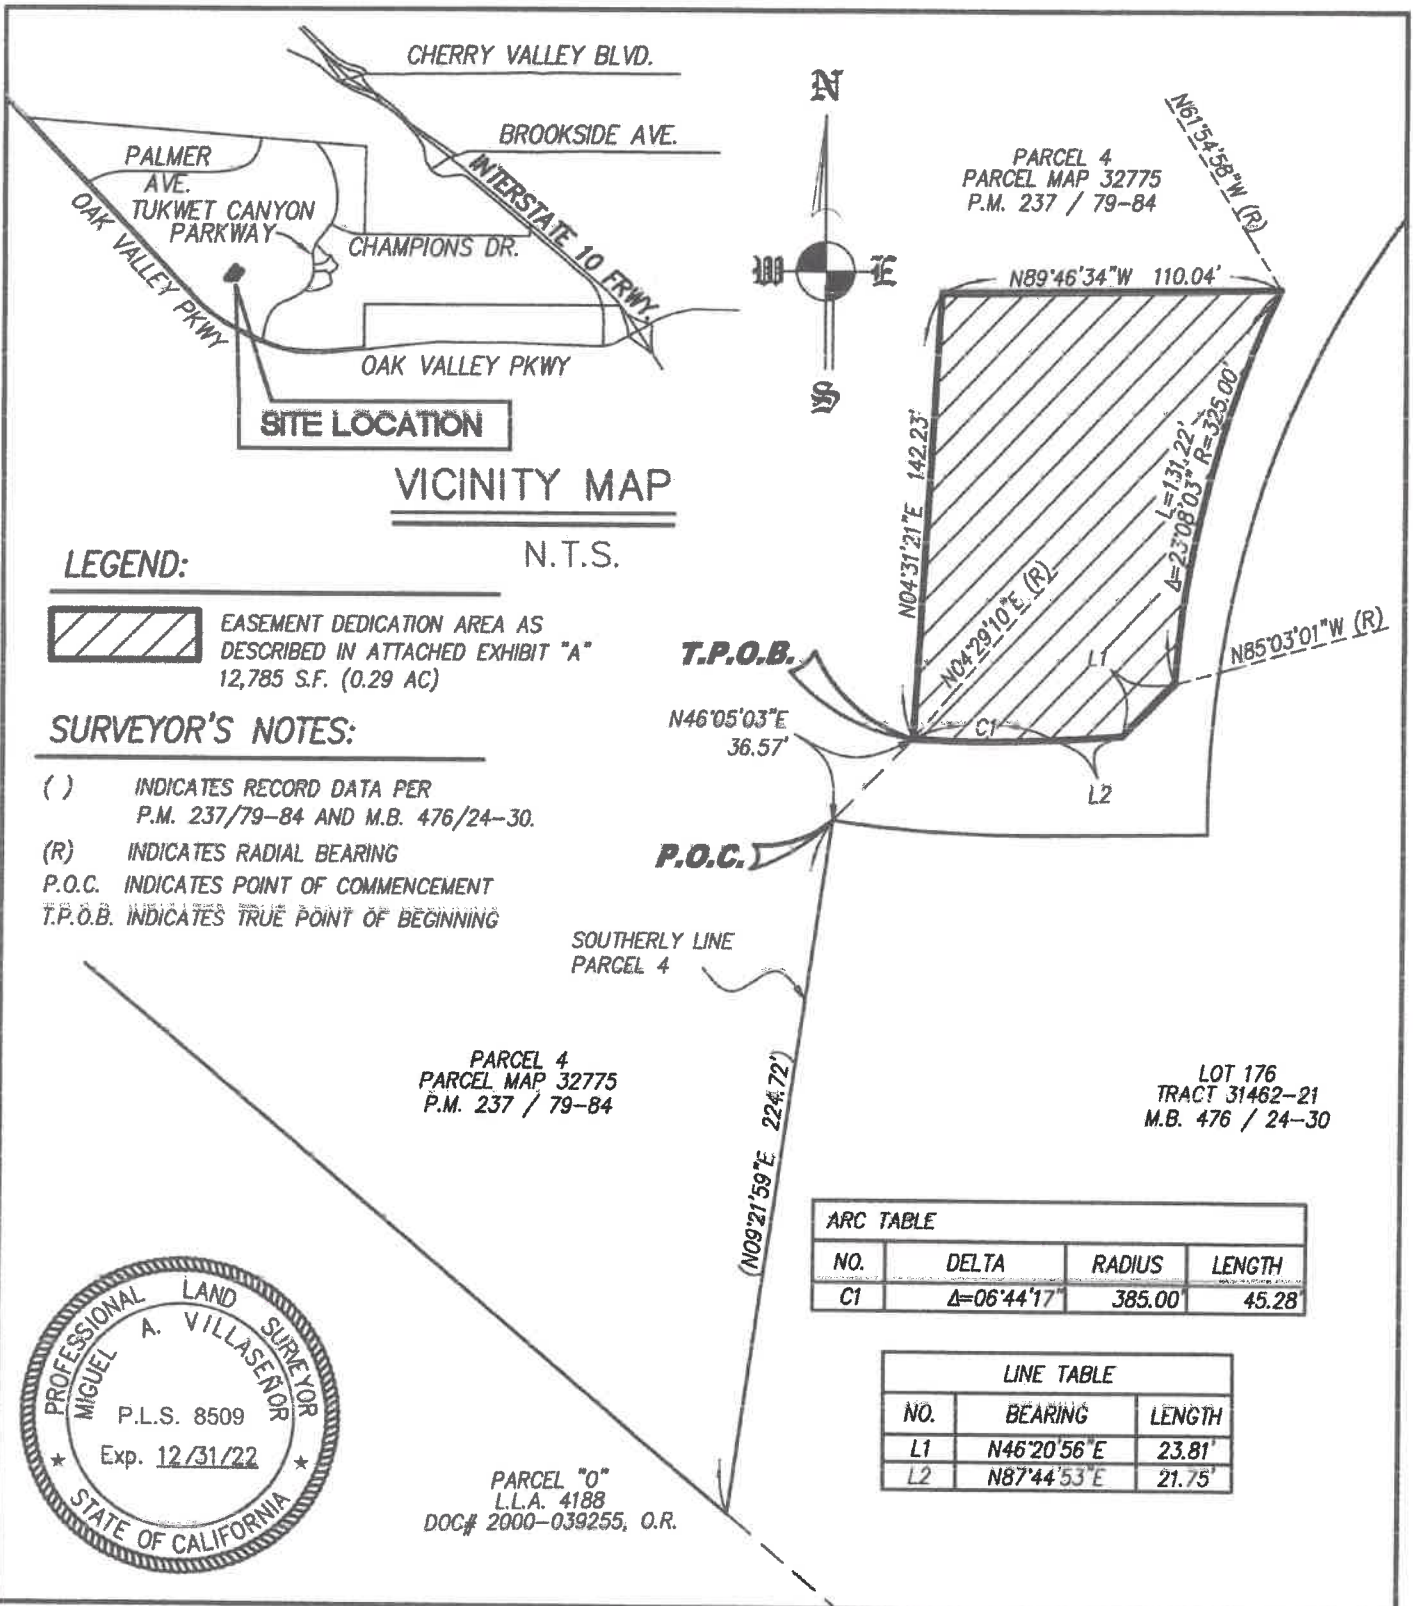 CHERRY VALLEY BLVD.
BROOKSIDE AVE.
INTERSTATE 10 FRWY.
PALMER
AVE.
TUKWET CANYON
PARKWAY
CHAMPIONS DR.
OAK VALLEY PKWY
OAK VALLEY PKWY
SITE LOCATION
VICINITY MAP
N.T.S.
N
W
E
S
PARCEL 4
PARCEL MAP 32775
P.M. 237 / 79-84
N61°54'58"W (R)
N89°46'34"W 110.04'
N04°31'21"E 142.23'
L=131.22'
Δ=23°08'03" R=325.00'
N04°29'10"E (R)
L1
N85°03'01"W (R)
T.P.O.B.
N46°05'03"E
36.57'
C1
L2
P.O.C.
LEGEND:
EASEMENT DEDICATION AREA AS
DESCRIBED IN ATTACHED EXHIBIT "A"
12,785 S.F. (0.29 AC)
SURVEYOR'S NOTES:
( ) INDICATES RECORD DATA PER
P.M. 237/79-84 AND M.B. 476/24-30.
(R) INDICATES RADIAL BEARING
P.O.C. INDICATES POINT OF COMMENCEMENT
T.P.O.B. INDICATES TRUE POINT OF BEGINNING
SOUTHERLY LINE
PARCEL 4
PARCEL 4
PARCEL MAP 32775
P.M. 237 / 79-84
(N09°21'59"E 224.72')
LOT 176
TRACT 31462-21
M.B. 476 / 24-30
ARC TABLE
NO. DELTA RADIUS LENGTH
C1 Δ=06°44'17" 385.00' 45.28'
LINE TABLE
NO. BEARING LENGTH
L1 N46°20'56"E 23.81'
L2 N87°44'53"E 21.75'
PROFESSIONAL LAND SURVEYOR
MIGUEL A. VILLASEÑOR
P.L.S. 8509
Exp. 12/31/22
STATE OF CALIFORNIA
PARCEL "O"
L.L.A. 4188
DOC# 2000-039255, O.R.